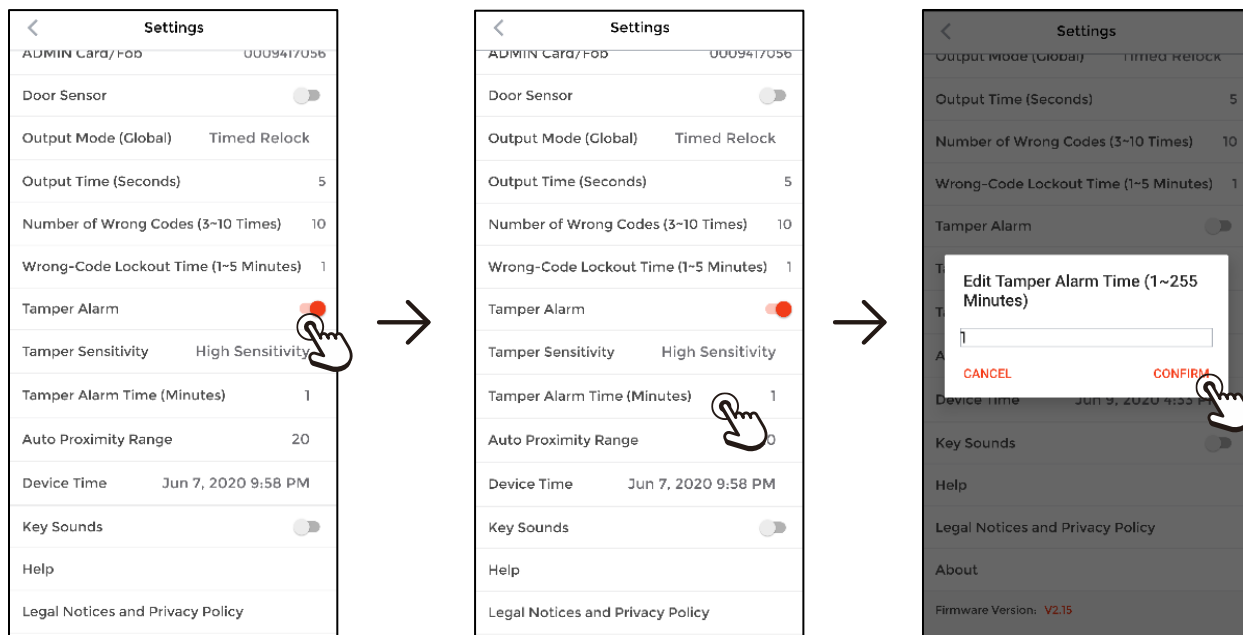 Settings
ADMIN Card/Fob 0009417056
Door Sensor
Output Mode (Global) Timed Relock
Output Time (Seconds) 5
Number of Wrong Codes (3~10 Times) 10
Wrong-Code Lockout Time (1~5 Minutes) 1
Tamper Alarm
Tamper Sensitivity High Sensitivity
Tamper Alarm Time (Minutes) 1
Auto Proximity Range 20
Device Time Jun 7, 2020 9:58 PM
Key Sounds
Help
Legal Notices and Privacy Policy
Settings
ADMIN Card/Fob 0009417056
Door Sensor
Output Mode (Global) Timed Relock
Output Time (Seconds) 5
Number of Wrong Codes (3~10 Times) 10
Wrong-Code Lockout Time (1~5 Minutes) 1
Tamper Alarm
Tamper Sensitivity High Sensitivity
Tamper Alarm Time (Minutes) 1
Auto Proximity Range 0
Device Time Jun 7, 2020 9:58 PM
Key Sounds
Help
Legal Notices and Privacy Policy
Settings
Output Mode (Global) Timed Relock
Output Time (Seconds) 5
Number of Wrong Codes (3~10 Times) 10
Wrong-Code Lockout Time (1~5 Minutes) 1
Tamper Alarm
Edit Tamper Alarm Time (1~255
Minutes)
1
CANCEL CONFIRM
Device Time Jun 9, 2020 4:33 P
Key Sounds
Help
Legal Notices and Privacy Policy
About
Firmware Version: V2.15